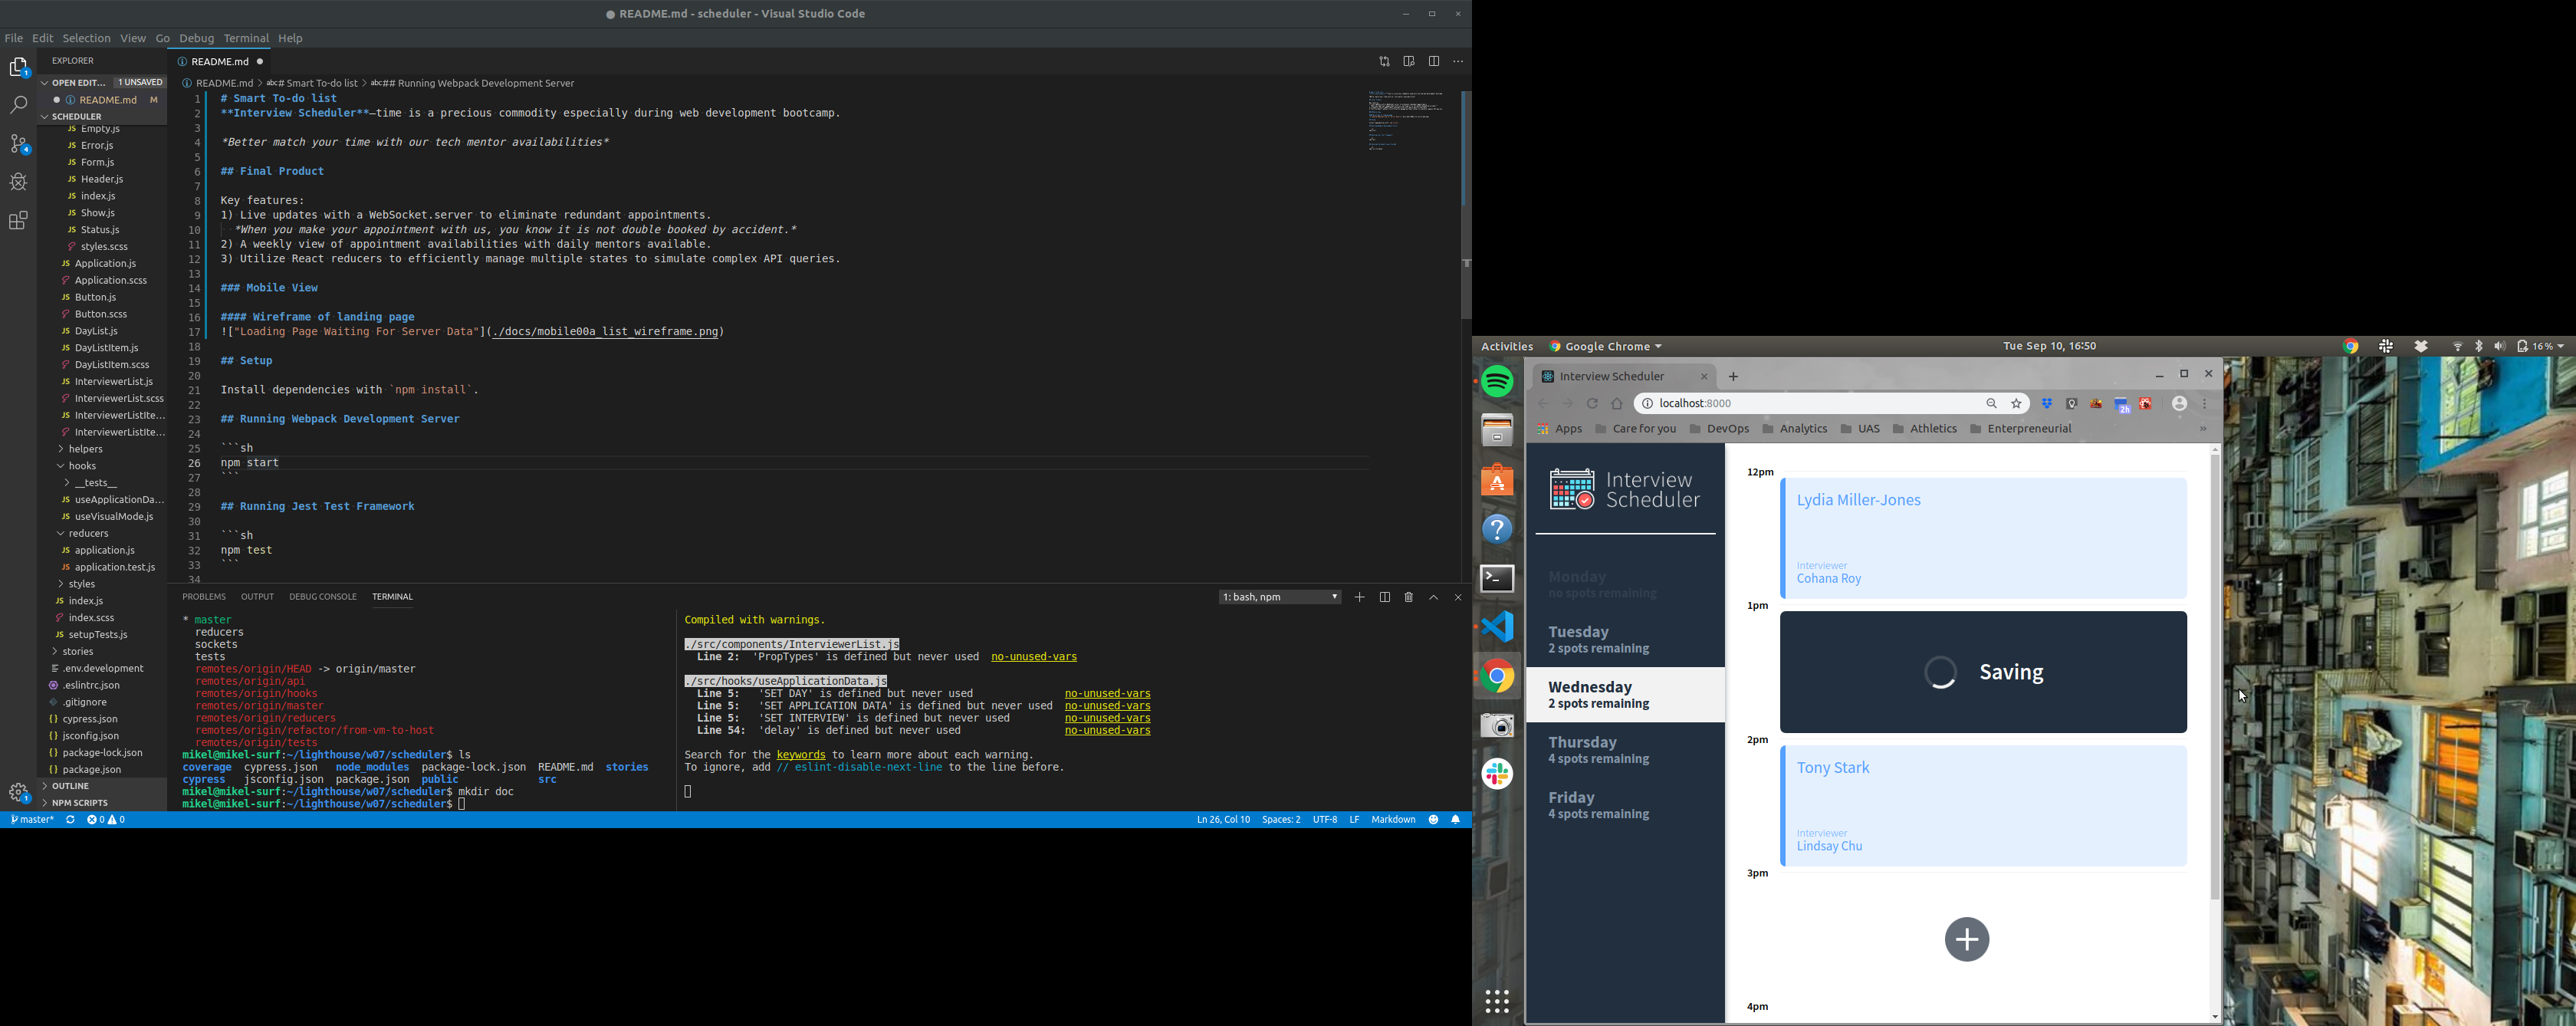 README.md - scheduler - Visual Studio Code
File Edit Selection View Go Debug Terminal Help
EXPLORER
OPEN EDIT... 1 UNSAVED
README.md M
SCHEDULER
Empty.js
Error.js
Form.js
Header.js
index.js
Show.js
Status.js
styles.scss
Application.js
Application.scss
Button.js
Button.scss
DayList.js
DayListItem.js
DayListItem.scss
InterviewerList.js
InterviewerList.scss
InterviewerListIte...
InterviewerListIte...
helpers
hooks
__tests__
useApplicationDa...
useVisualMode.js
reducers
application.js
application.test.js
styles
index.js
index.scss
setupTests.js
stories
.env.development
.eslintrc.json
.gitignore
cypress.json
jsconfig.json
package-lock.json
package.json
OUTLINE
NPM SCRIPTS
README.md
README.md > abc# Smart To-do list > abc## Running Webpack Development Server
1 # Smart To-do list
2 **Interview Scheduler**—time is a precious commodity especially during web development bootcamp.
3
4 *Better match your time with our tech mentor availabilities*
5
6 ## Final Product
7
8 Key features:
9 1) Live updates with a WebSocket.server to eliminate redundant appointments.
10 *When you make your appointment with us, you know it is not double booked by accident.*
11 2) A weekly view of appointment availabilities with daily mentors available.
12 3) Utilize React reducers to efficiently manage multiple states to simulate complex API queries.
13
14 ### Mobile View
15
16 #### Wireframe of landing page
17 !["Loading Page Waiting For Server Data"](./docs/mobile00a_list_wireframe.png)
18
19 ## Setup
20
21 Install dependencies with `npm install`.
22
23 ## Running Webpack Development Server
24
25 ```sh
26 npm start
27 ```
28
29 ## Running Jest Test Framework
30
31 ```sh
32 npm test
33 ```
34
PROBLEMS OUTPUT DEBUG CONSOLE TERMINAL
1: bash, npm
* master
reducers
sockets
tests
remotes/origin/HEAD -> origin/master
remotes/origin/api
remotes/origin/hooks
remotes/origin/master
remotes/origin/reducers
remotes/origin/refactor/from-vm-to-host
remotes/origin/tests
mikel@mikel-surf:~/lighthouse/w07/scheduler$ ls
coverage cypress.json node_modules package-lock.json README.md stories
cypress jsconfig.json package.json public src
mikel@mikel-surf:~/lighthouse/w07/scheduler$ mkdir doc
mikel@mikel-surf:~/lighthouse/w07/scheduler$
Compiled with warnings.
./src/components/InterviewerList.js
Line 2: 'PropTypes' is defined but never used no-unused-vars
./src/hooks/useApplicationData.js
Line 5: 'SET_DAY' is defined but never used no-unused-vars
Line 5: 'SET_APPLICATION_DATA' is defined but never used no-unused-vars
Line 5: 'SET_INTERVIEW' is defined but never used no-unused-vars
Line 54: 'delay' is defined but never used no-unused-vars
Search for the keywords to learn more about each warning.
To ignore, add // eslint-disable-next-line to the line before.
master* 0 0
Ln 26, Col 10 Spaces: 2 UTF-8 LF Markdown
Activities Google Chrome Tue Sep 10, 16:50 16%
Interview Scheduler
localhost:8000
2h
Apps Care for you DevOps Analytics UAS Athletics Enterpreneurial »
Interview
Scheduler
Monday
no spots remaining
Tuesday
2 spots remaining
Wednesday
2 spots remaining
Thursday
4 spots remaining
Friday
4 spots remaining
12pm
Lydia Miller-Jones
Interviewer
Cohana Roy
1pm
Saving
2pm
Tony Stark
Interviewer
Lindsay Chu
3pm
4pm